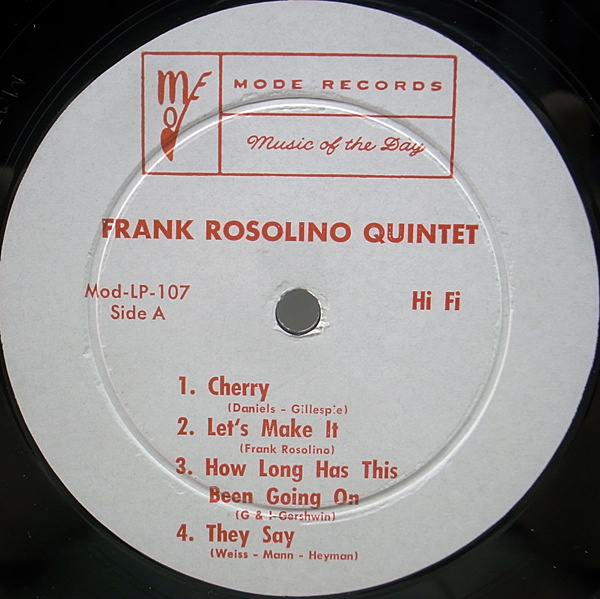 MODE RECORDS
Music of the Day
FRANK ROSOLINO QUINTET
Mod-LP-107
Side A
Hi Fi
1. Cherry
(Daniels - Gillespie)
2. Let's Make It
(Frank Rosolino)
3. How Long Has This
Been Going On
(G & I-Gershwin)
4. They Say
(Weiss - Mann - Heyman)